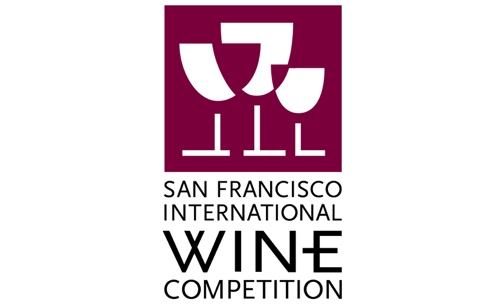 SAN FRANCISCO
INTERNATIONAL
WINE
COMPETITION